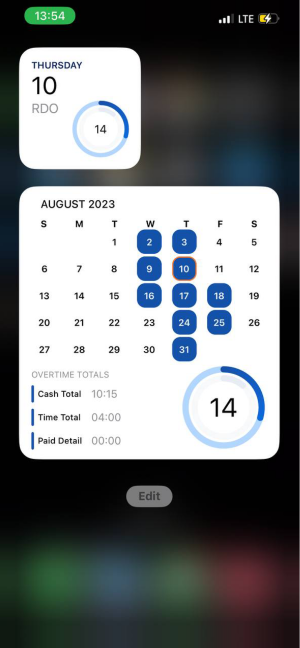 13:54
LTE
THURSDAY
10
RDO
14
AUGUST 2023
S M T W T F S
1 2 3 4 5
6 7 8 9 10 11 12
13 14 15 16 17 18 19
20 21 22 23 24 25 26
27 28 29 30 31
OVERTIME TOTALS
Cash Total 10:15
Time Total 04:00
Paid Detail 00:00
14
Edit